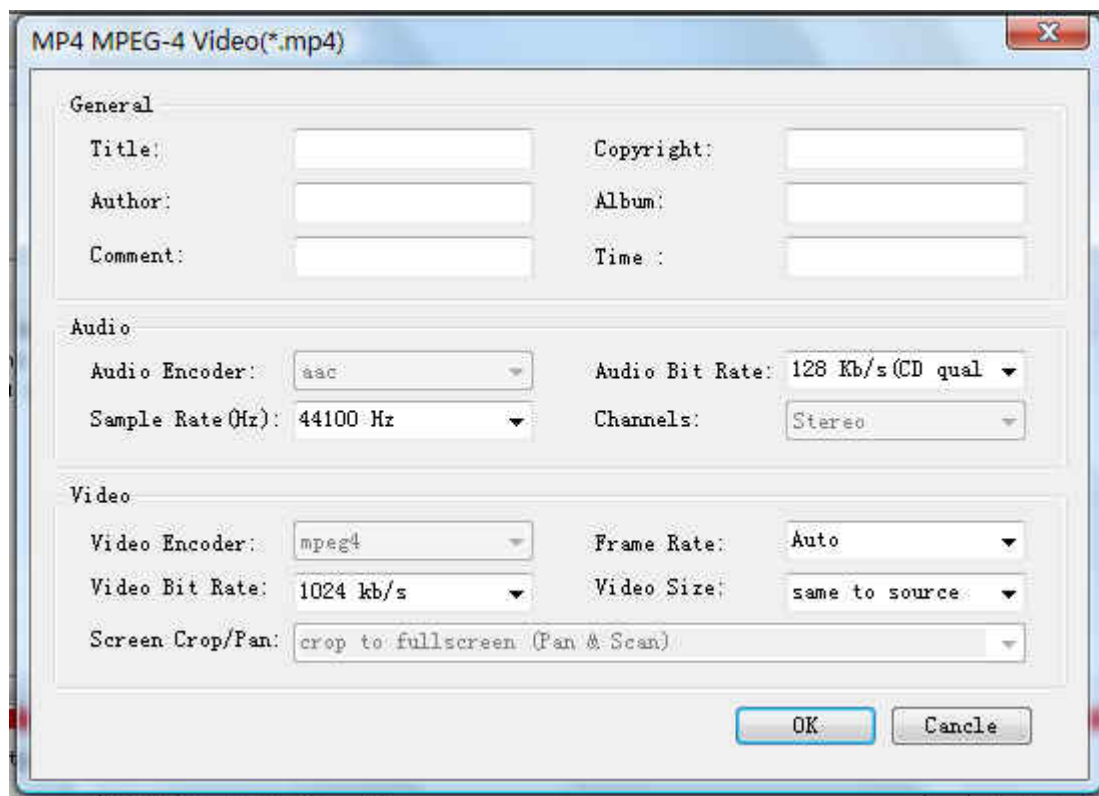 MP4 MPEG-4 Video(*.mp4)
General
Title: Copyright:
Author: Album:
Comment: Time :
Audio
Audio Encoder: aac Audio Bit Rate: 128 Kb/s(CD qual
Sample Rate(Hz): 44100 Hz Channels: Stereo
Video
Video Encoder: mpeg4 Frame Rate: Auto
Video Bit Rate: 1024 kb/s Video Size: same to source
Screen Crop/Pan: crop to fullscreen (Pan & Scan)
OK Cancle